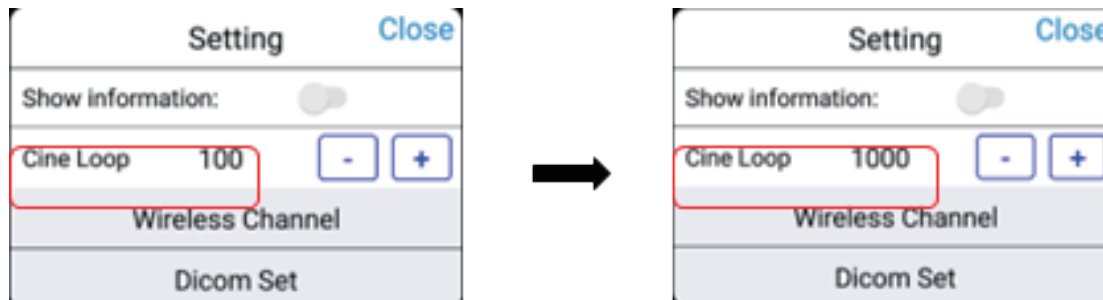 Setting Close
Show information:
Cine Loop 100 - +
Wireless Channel
Dicom Set
Setting Close
Show information:
Cine Loop 1000 - +
Wireless Channel
Dicom Set